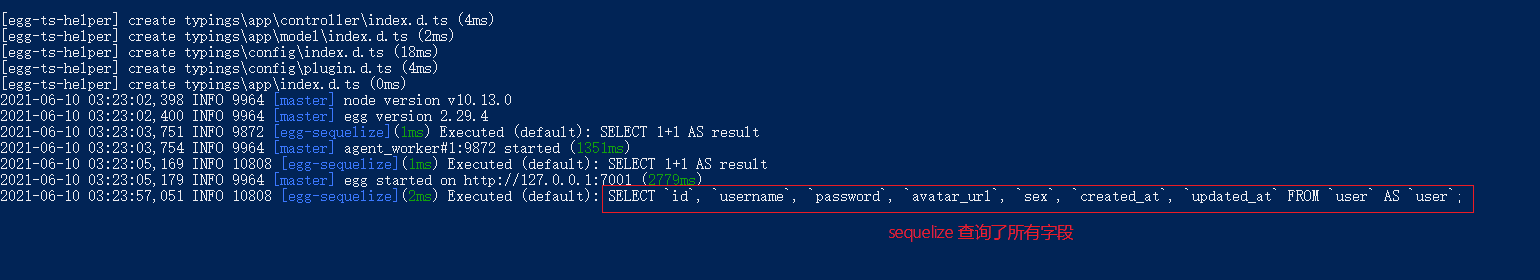 [egg-ts-helper] create typings\app\controller\index.d.ts (4ms)
[egg-ts-helper] create typings\app\model\index.d.ts (2ms)
[egg-ts-helper] create typings\config\index.d.ts (18ms)
[egg-ts-helper] create typings\config\plugin.d.ts (4ms)
[egg-ts-helper] create typings\app\index.d.ts (0ms)
2021-06-10 03:23:02,398 INFO 9964 [master] node version v10.13.0
2021-06-10 03:23:02,400 INFO 9964 [master] egg version 2.29.4
2021-06-10 03:23:03,751 INFO 9872 [egg-sequelize](1ms) Executed (default): SELECT 1+1 AS result
2021-06-10 03:23:03,754 INFO 9964 [master] agent_worker#1:9872 started (1351ms)
2021-06-10 03:23:05,169 INFO 10808 [egg-sequelize](1ms) Executed (default): SELECT 1+1 AS result
2021-06-10 03:23:05,179 INFO 9964 [master] egg started on http://127.0.0.1:7001 (2779ms)
2021-06-10 03:23:57,051 INFO 10808 [egg-sequelize](2ms) Executed (default): SELECT `id`, `username`, `password`, `avatar_url`, `sex`, `created_at`, `updated_at` FROM `user` AS `user`;
sequelize 查询了所有字段